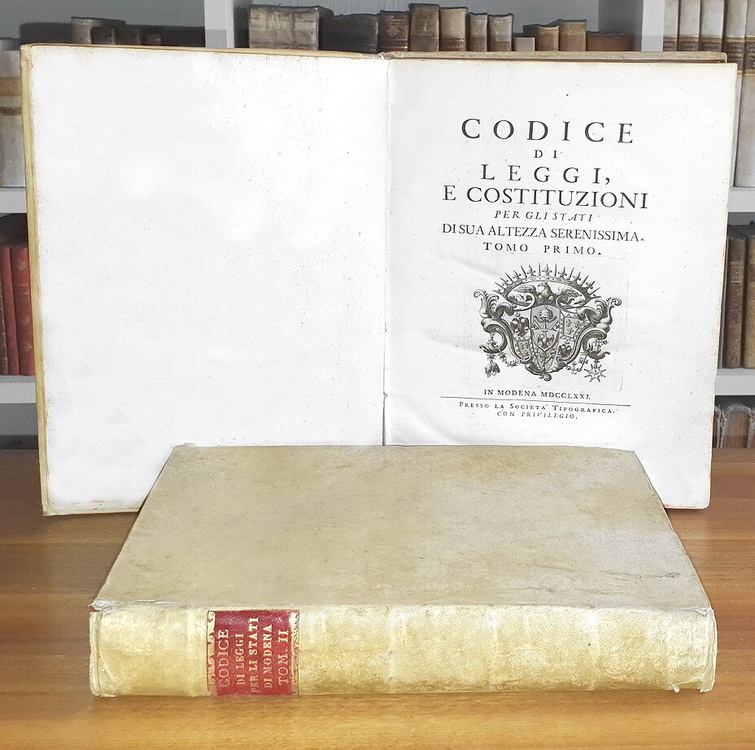 CODICE
DI
LEGGI,
E COSTITUZIONI
PER GLI STATI
DI SUA ALTEZZA SERENISSIMA.
TOMO PRIMO.
IN MODENA MDCCLXXI.
PRESSO LA SOCIETA' TIPOGRAFICA.
CON PRIVILEGIO.
CODICE
DI LEGGI
PER LI STATI
DI MODENA
TOM. II